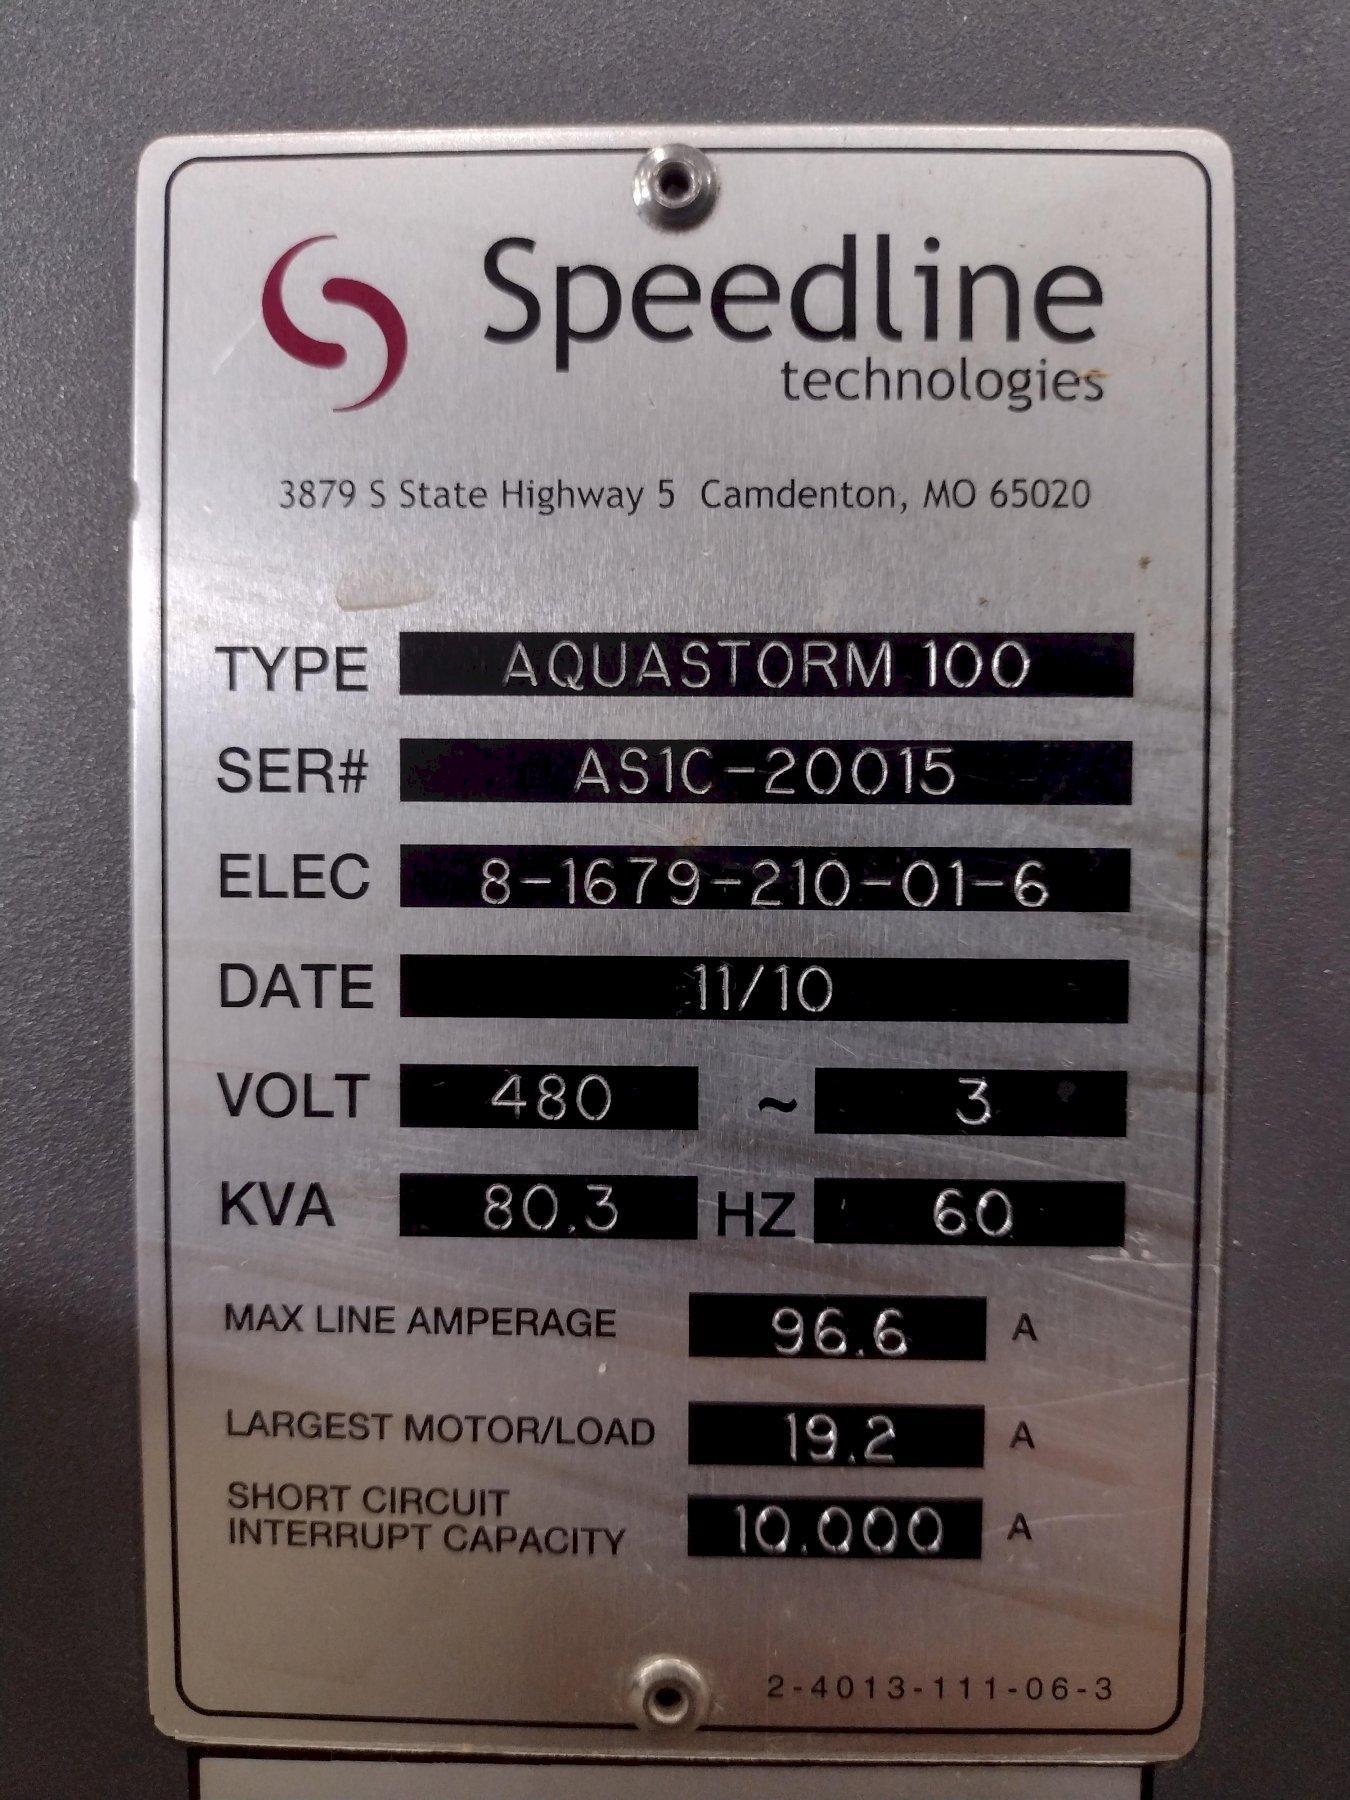 Speedline
technologies
3879 S State Highway 5 Camdenton, MO 65020
TYPE AQUASTORM 100
SER# AS1C-20015
ELEC 8-1679-210-01-6
DATE 11/10
VOLT 480 ~ 3
KVA 80.3 HZ 60
MAX LINE AMPERAGE 96.6 A
LARGEST MOTOR/LOAD 19.2 A
SHORT CIRCUIT
INTERRUPT CAPACITY 10.000 A
2-4013-111-06-3